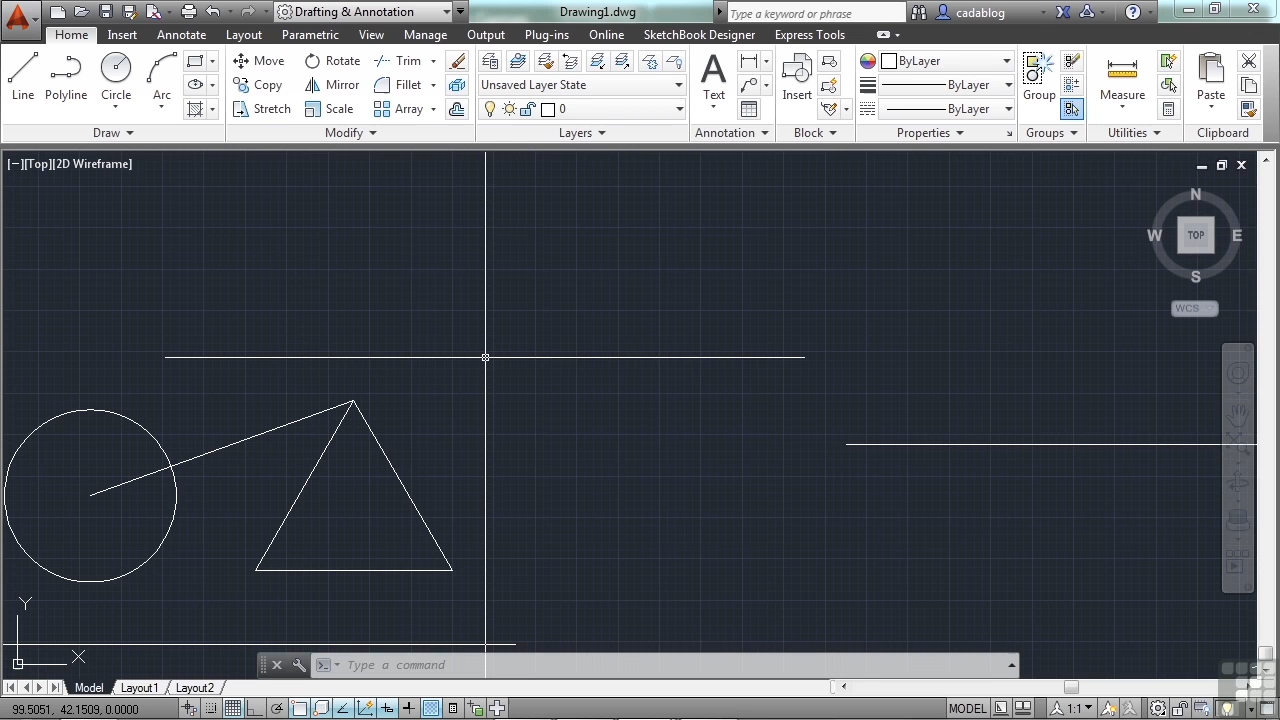 Drafting & Annotation
Drawing1.dwg
Type a keyword or phrase
cadablog
Home Insert Annotate Layout Parametric View Manage Output Plug-ins Online SketchBook Designer Express Tools
Line Polyline Circle Arc
Move Rotate Trim
Copy Mirror Fillet
Stretch Scale Array
Unsaved Layer State
0
Text
Insert
ByLayer
ByLayer
ByLayer
Group
Measure
Paste
Draw Modify Layers Annotation Block Properties Groups Utilities Clipboard
[−][Top][2D Wireframe]
N
W TOP E
S
WCS
Y
X
Type a command
Model Layout1 Layout2
99.5051, 42.1509, 0.0000
MODEL
1:1